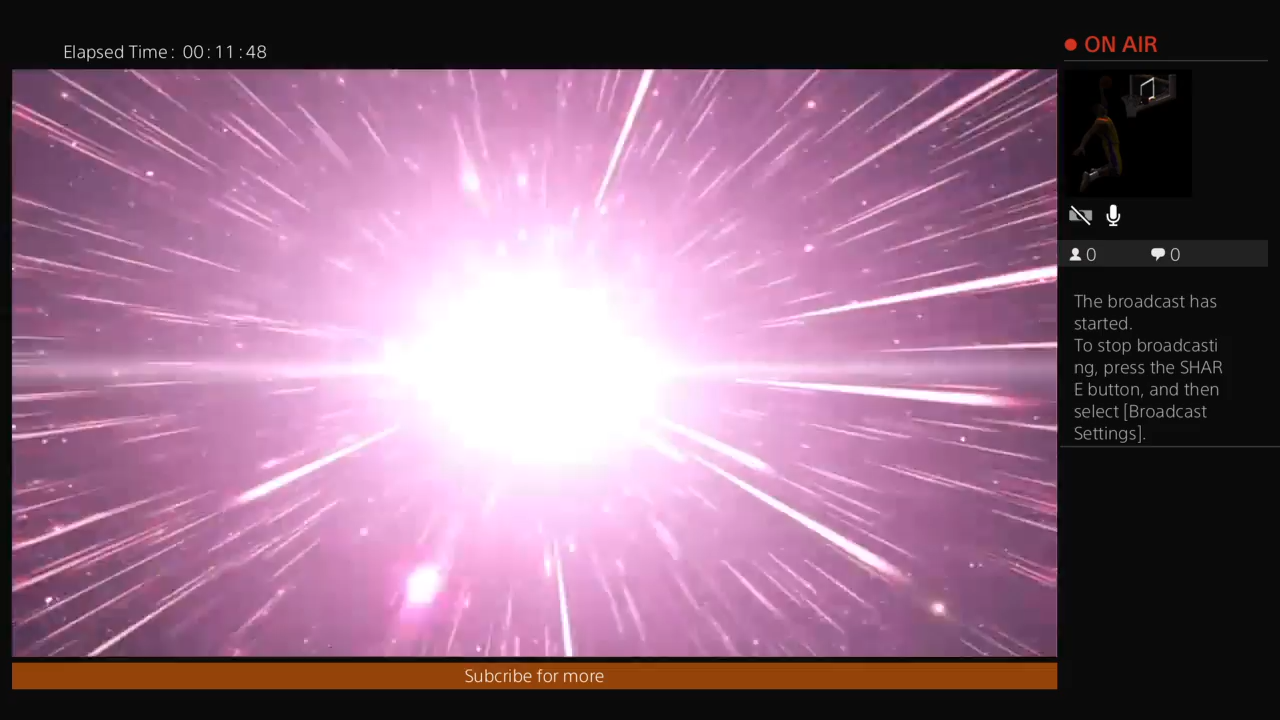 Elapsed Time: 00:11:48
ON AIR
0 0
The broadcast has
started.
To stop broadcasti
ng, press the SHAR
E button, and then
select [Broadcast
Settings].
Subcribe for more